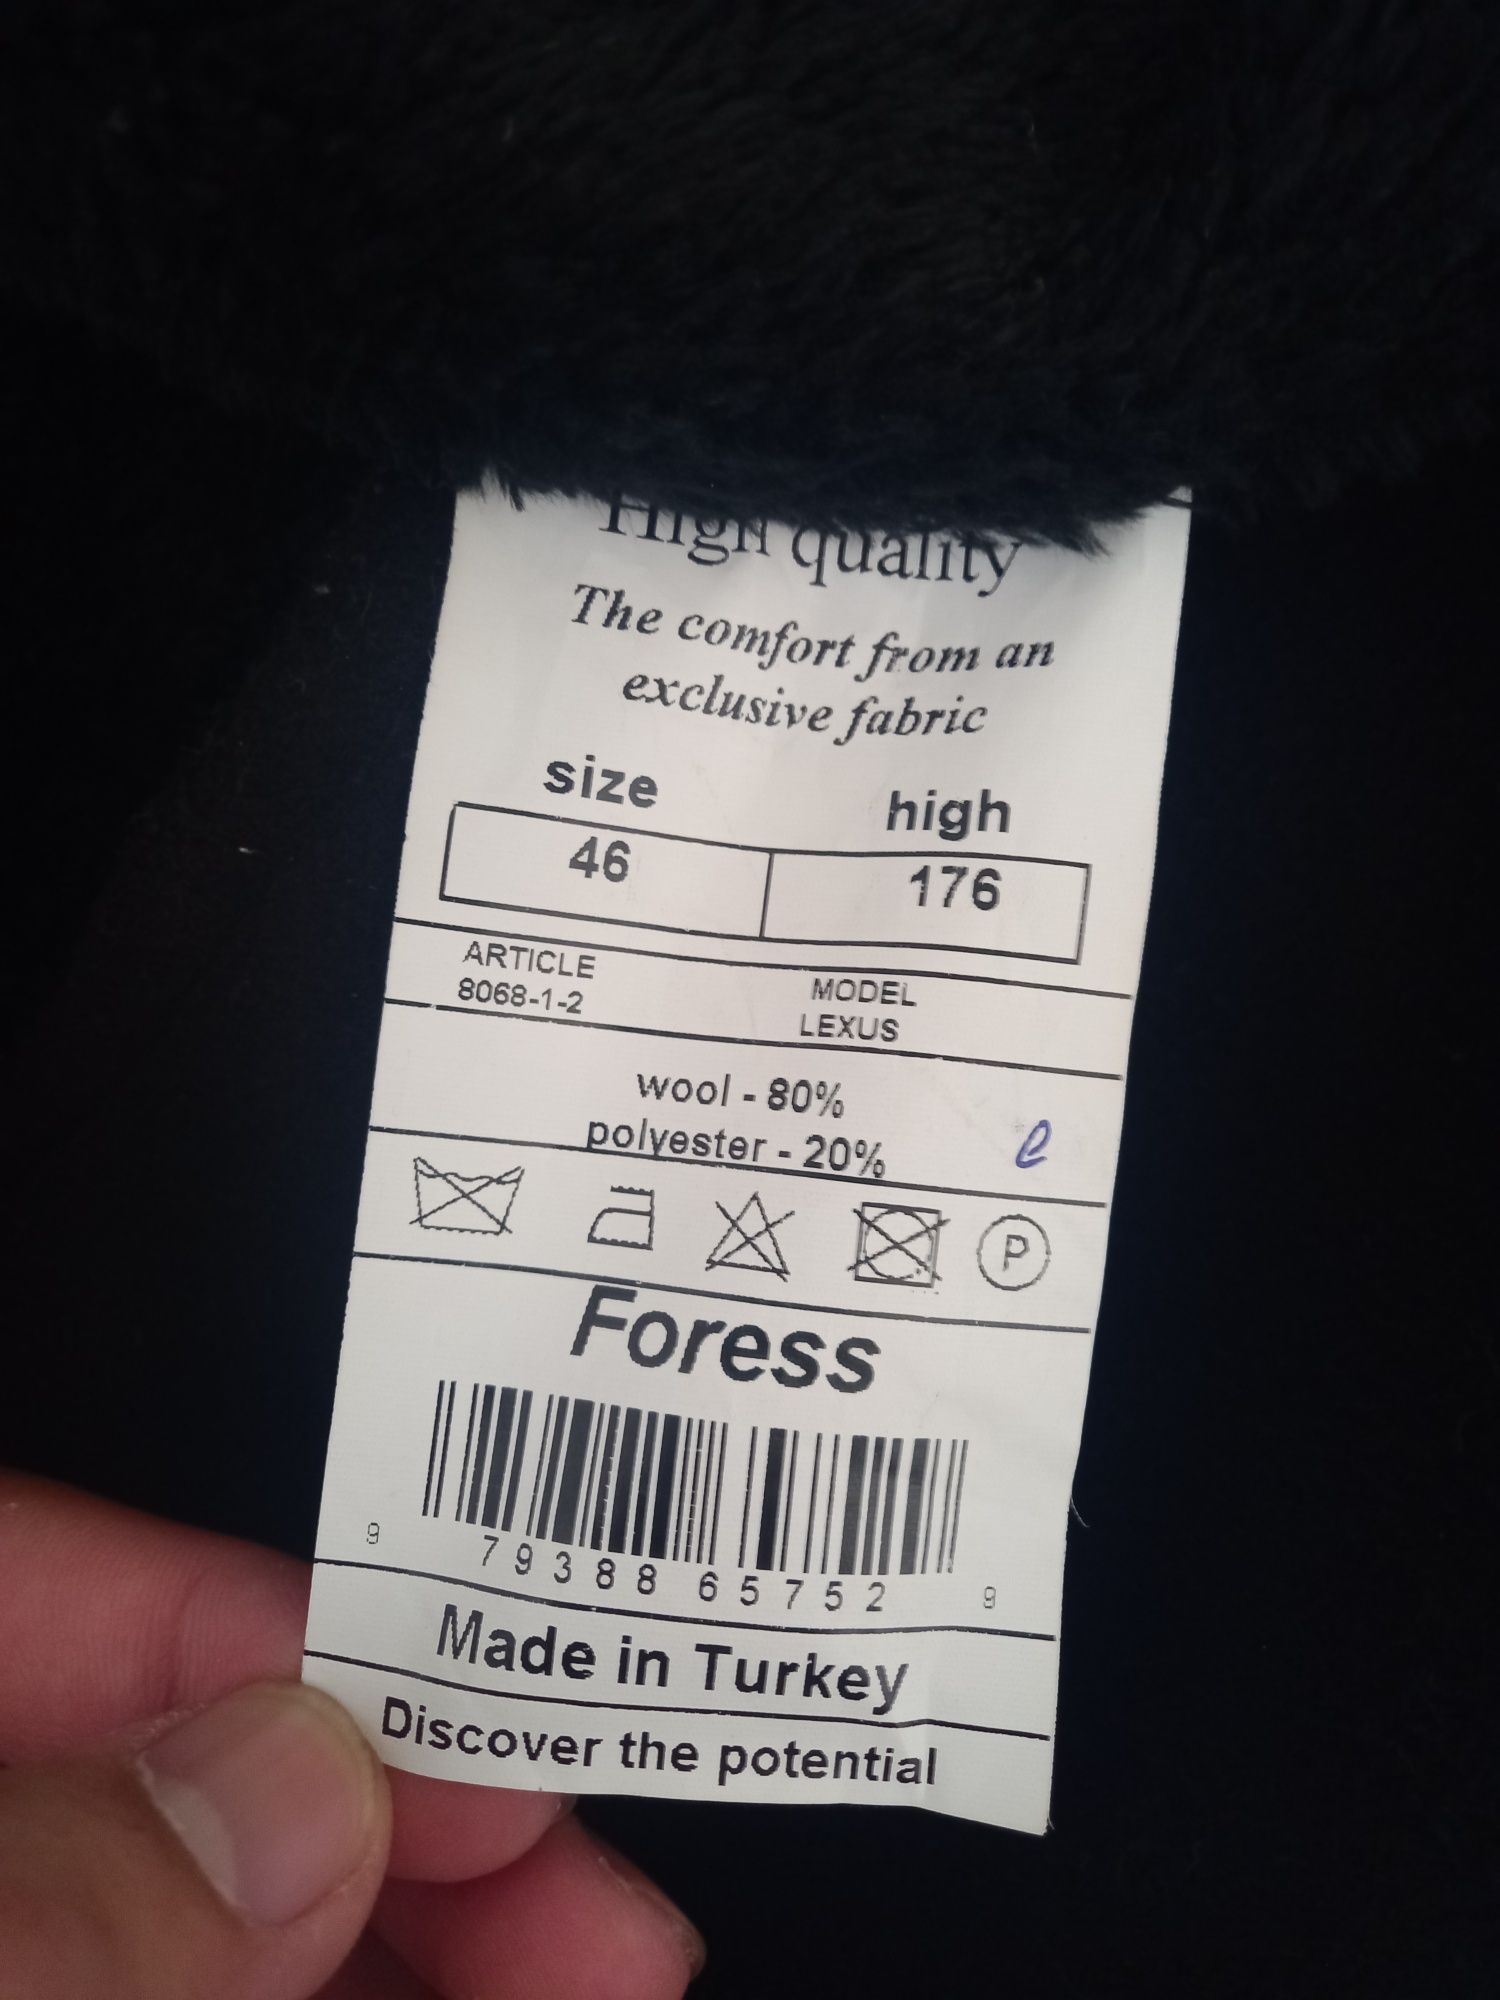 High quality
The comfort from an
exclusive fabric
size high
46 176
ARTICLE MODEL
8068-1-2 LEXUS
wool - 80%
polyester - 20%
e
P
Foress
9 79388 65752 9
Made in Turkey
Discover the potential